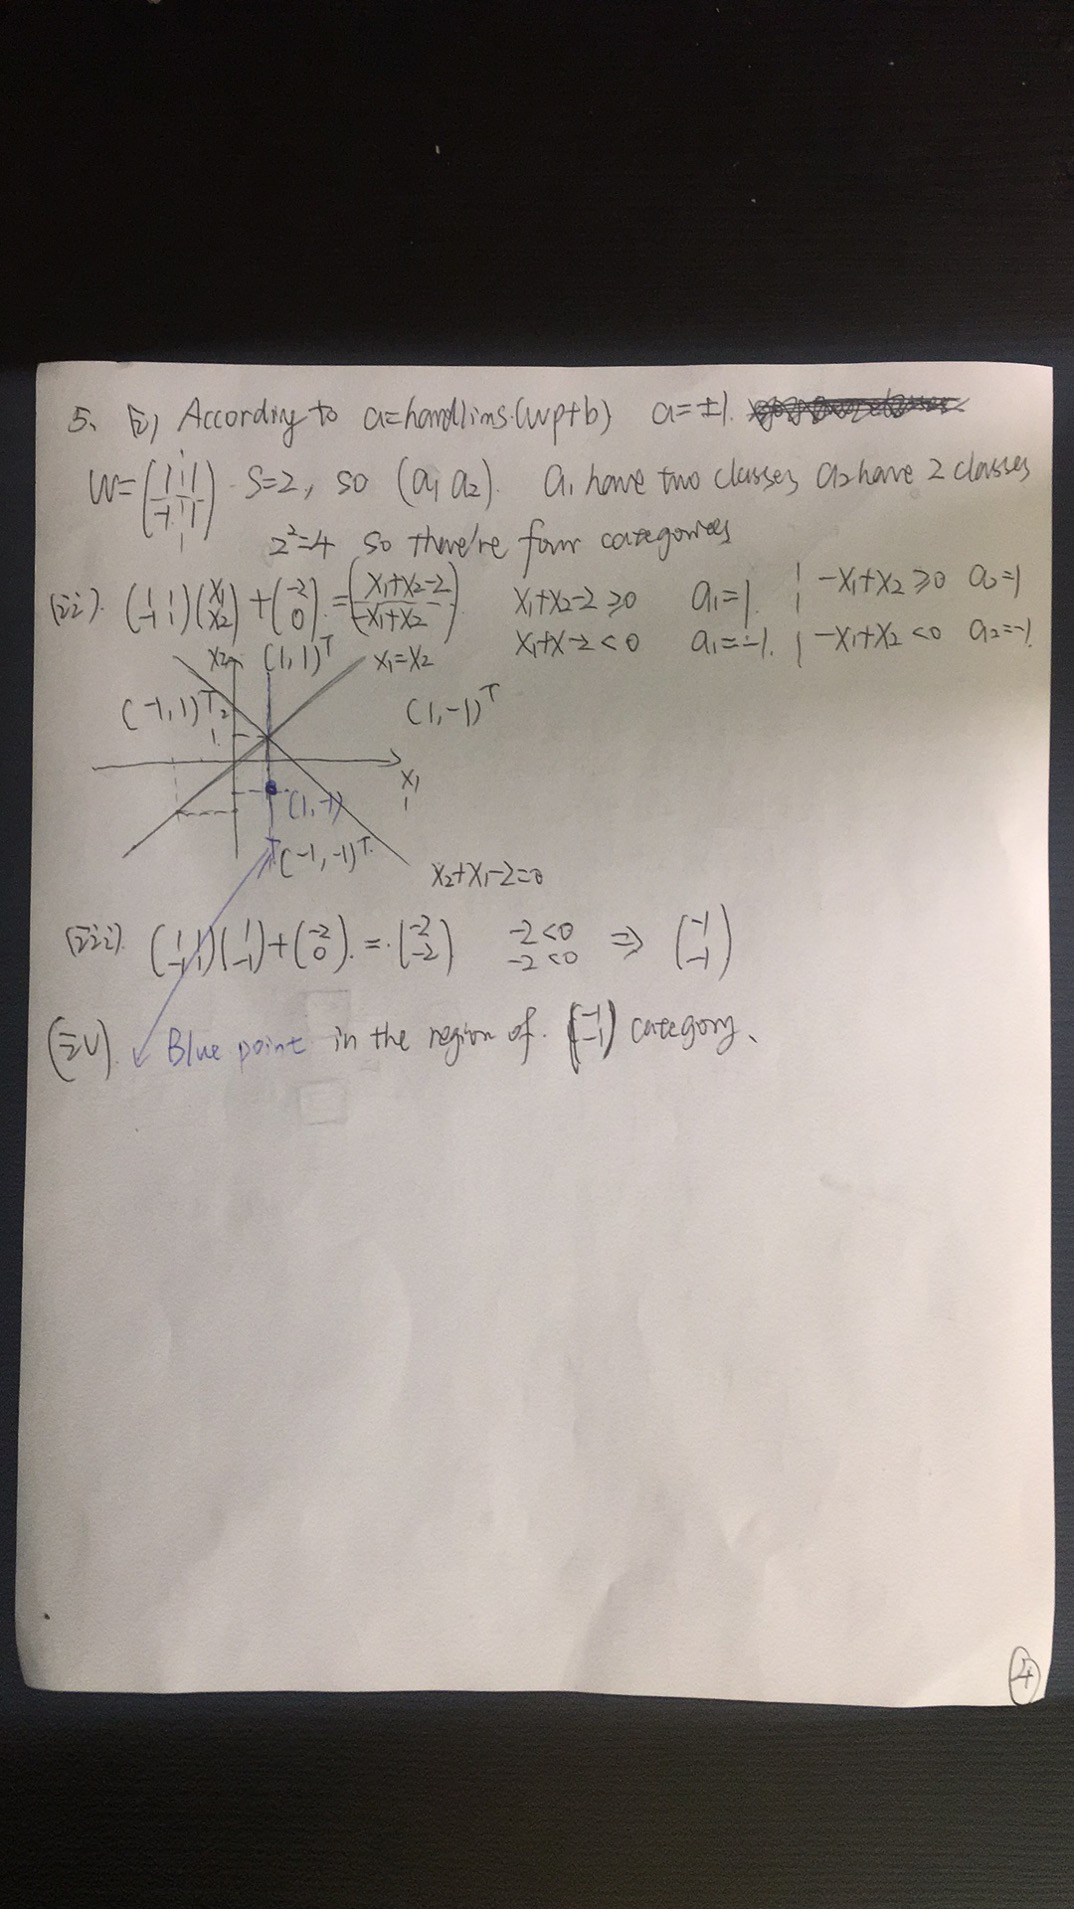 5. (i) According to a=hardlims(wp+b) a=±1.
W=(1 1 -1 1) S=2, so (a1 a2). a1 have two classes, a2 have 2 classes
2²=4 so there're four categories
(ii). (1 1 -1 1)(x1 x2)+(-2 0)=(x1+x2-2 -x1+x2) x1+x2-2≥0 a1=1. | -x1+x2≥0 a2=1
x1+x-2<0 a1=-1. | -x1+x2<0 a2=-1.
x2 (1,1)ᵀ x1=x2
(-1,1)ᵀ 2 (1,-1)ᵀ
1
x1
(1,-1)
(-1,-1)ᵀ
x2+x1-2=0
(iii). (1 1 -1 1)(1 -1)+(-2 0).=(-2 -2) -2<0 -2<0 ⇒ (-1 -1)
(iv). Blue point in the region of (-1 -1) category.
4